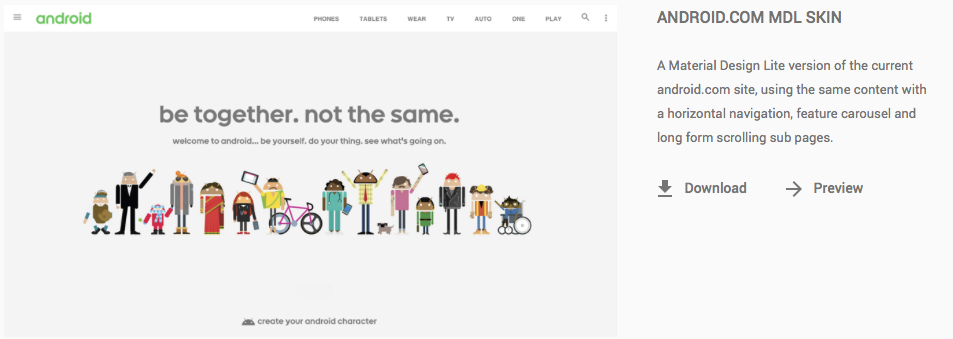 android
PHONES TABLETS WEAR TV AUTO ONE PLAY
be together. not the same.
welcome to android... be yourself. do your thing. see what's going on.
create your android character
ANDROID.COM MDL SKIN
A Material Design Lite version of the current
android.com site, using the same content with
a horizontal navigation, feature carousel and
long form scrolling sub pages.
Download Preview